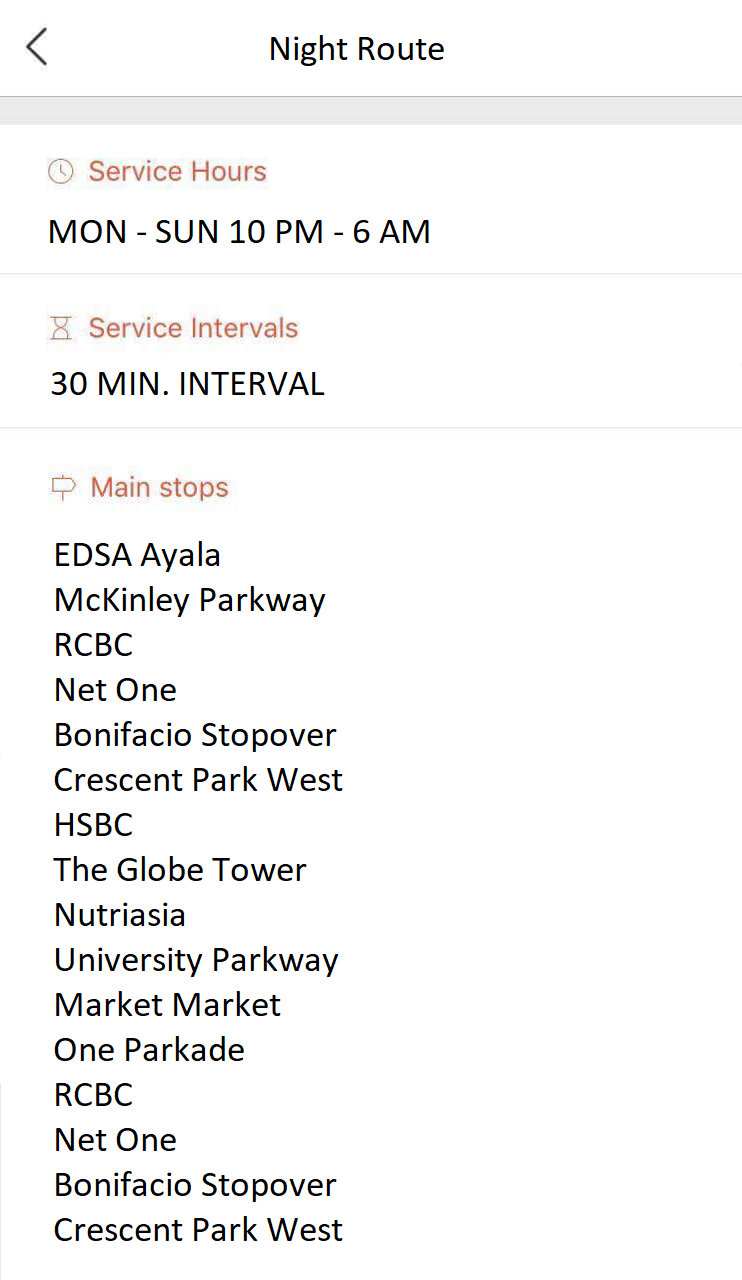 Night Route
Service Hours
MON - SUN 10 PM - 6 AM
Service Intervals
30 MIN. INTERVAL
Main stops
EDSA Ayala
McKinley Parkway
RCBC
Net One
Bonifacio Stopover
Crescent Park West
HSBC
The Globe Tower
Nutriasia
University Parkway
Market Market
One Parkade
RCBC
Net One
Bonifacio Stopover
Crescent Park West